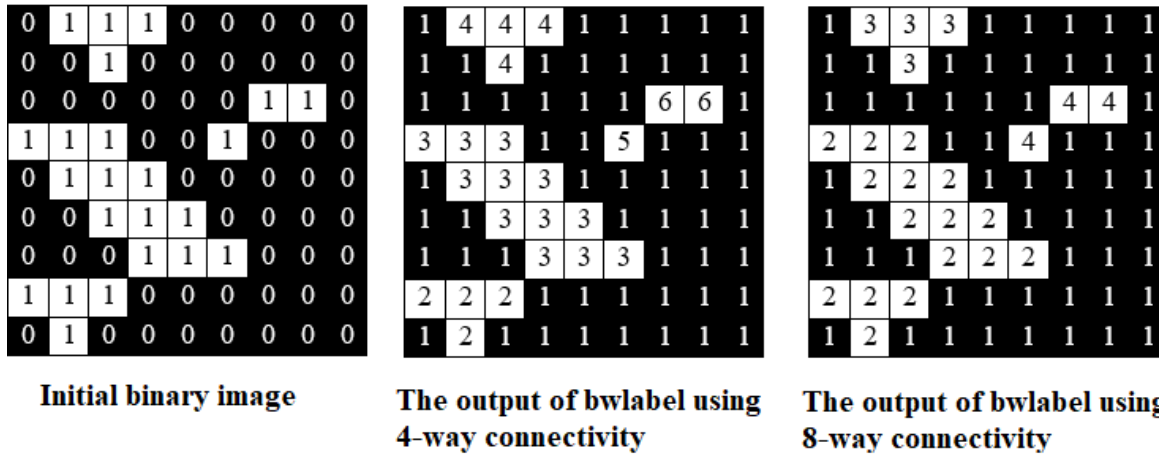 0 1 1 1 0 0 0 0 0
0 0 1 0 0 0 0 0 0
0 0 0 0 0 0 1 1 0
1 1 1 0 0 1 0 0 0
0 1 1 1 0 0 0 0 0
0 0 1 1 1 0 0 0 0
0 0 0 1 1 1 0 0 0
1 1 1 0 0 0 0 0 0
0 1 0 0 0 0 0 0 0
Initial binary image
1 4 4 4 1 1 1 1 1
1 1 4 1 1 1 1 1 1
1 1 1 1 1 1 6 6 1
3 3 3 1 1 5 1 1 1
1 3 3 3 1 1 1 1 1
1 1 3 3 3 1 1 1 1
1 1 1 3 3 3 1 1 1
2 2 2 1 1 1 1 1 1
1 2 1 1 1 1 1 1 1
The output of bwlabel using
4-way connectivity
1 3 3 3 1 1 1 1 1
1 1 3 1 1 1 1 1 1
1 1 1 1 1 1 4 4 1
2 2 2 1 1 4 1 1 1
1 2 2 2 1 1 1 1 1
1 1 2 2 2 1 1 1 1
1 1 1 2 2 2 1 1 1
2 2 2 1 1 1 1 1 1
1 2 1 1 1 1 1 1 1
The output of bwlabel using
8-way connectivity